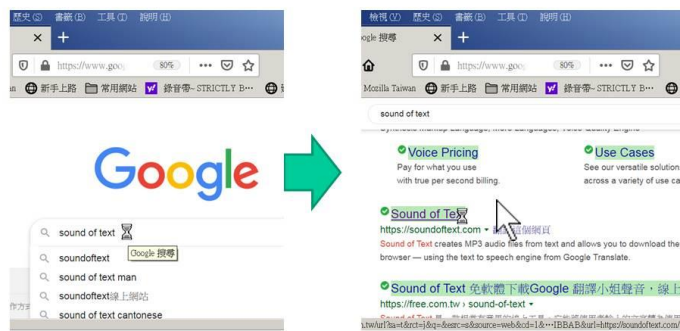 歷史(S) 書籤(B) 工具(T) 說明(H)
https://www.goo 80%
新手上路 常用網站 錄音帶~STRICTLY B…
Google
sound of text
Google 搜尋
soundoftext
sound of text man
soundoftext線上網站
sound of text cantonese
檢視(V) 歷史(S) 書籤(B) 工具(T) 說明(H)
ogle 搜尋
https://www.goo 80%
Mozilla Taiwan 新手上路 常用網站 錄音帶~STRICTLY B…
sound of text
Voice Pricing
Pay for what you use
with true per second billing.
Use Cases
See our versatile solution
across a variety of use ca
Sound of Text
https://soundoftext.com 這個網頁
Sound of Text creates MP3 audio files from text and allows you to download the
browser — using the text to speech engine from Google Translate.
Sound of Text 免軟體下載Google 翻譯小姐聲音，線上
https://free.com.tw › sound-of-text